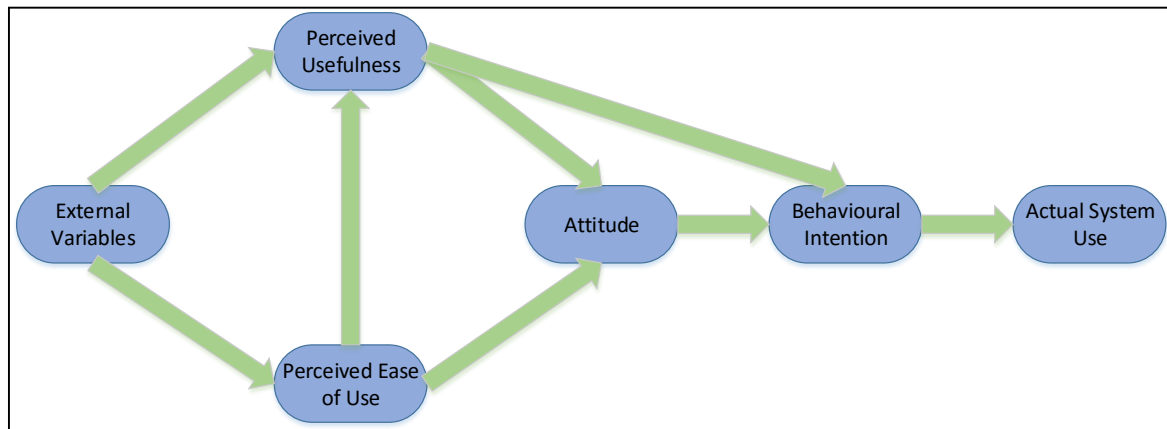 Perceived
Usefulness
External
Variables
Attitude
Behavioural
Intention
Actual System
Use
Perceived Ease
of Use